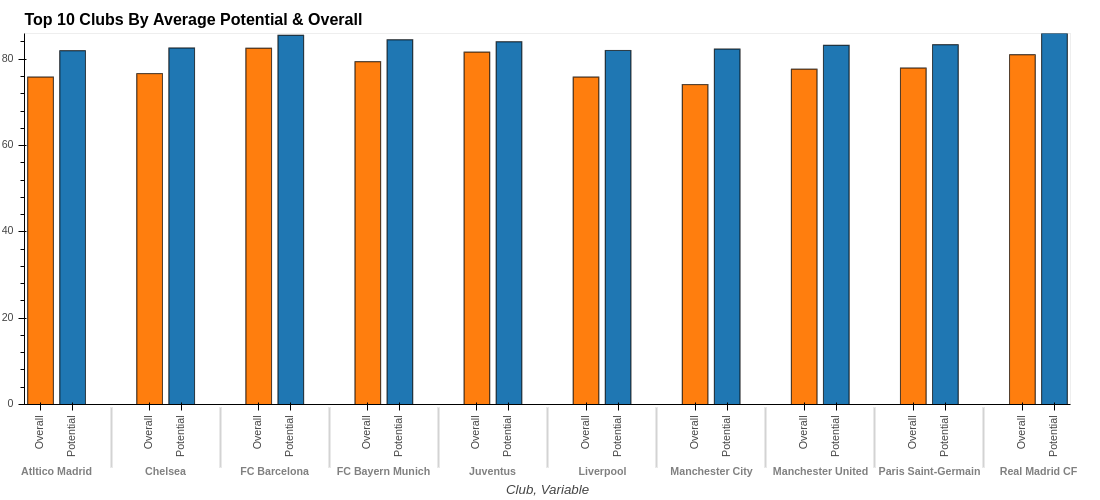 Top 10 Clubs By Average Potential & Overall
80
60
40
20
0
Overall Potential Overall Potential Overall Potential Overall Potential Overall Potential Overall Potential Overall Potential Overall Potential Overall Potential Overall Potential
Atltico Madrid Chelsea FC Barcelona FC Bayern Munich Juventus Liverpool Manchester City Manchester United Paris Saint-Germain Real Madrid CF
Club, Variable